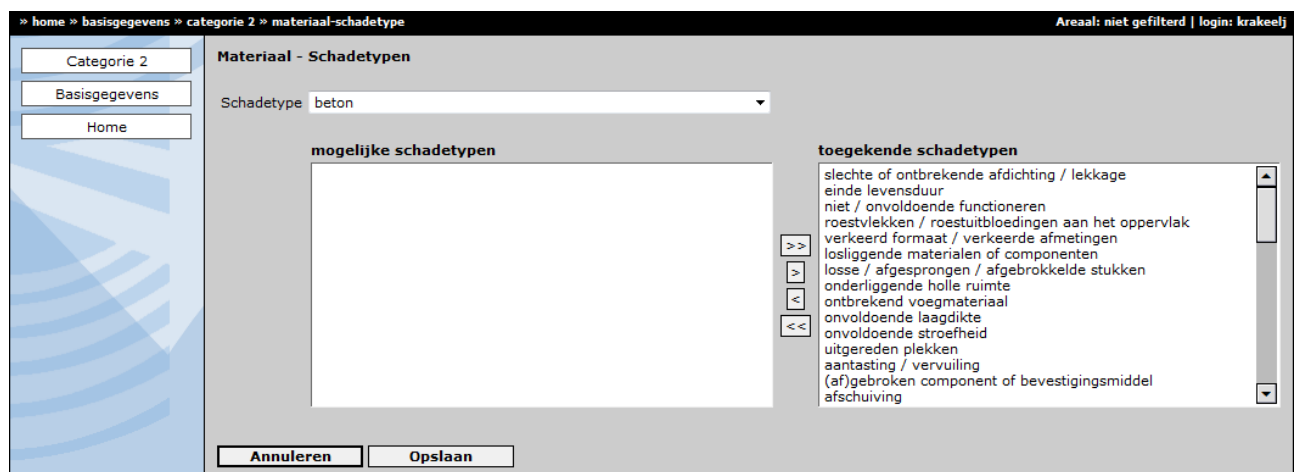 » home » basisgegevens » categorie 2 » materiaal-schadetype
Areaal: niet gefilterd | login: krakeelj
Categorie 2
Basisgegevens
Home
Materiaal - Schadetypen
Schadetype beton
mogelijke schadetypen
>>
>
<
<<
toegekende schadetypen
slechte of ontbrekende afdichting / lekkage
einde levensduur
niet / onvoldoende functioneren
roestvlekken / roestuitbloedingen aan het oppervlak
verkeerd formaat / verkeerde afmetingen
losliggende materialen of componenten
losse / afgesprongen / afgebrokkelde stukken
onderliggende holle ruimte
ontbrekend voegmateriaal
onvoldoende laagdikte
onvoldoende stroefheid
uitgereden plekken
aantasting / vervuiling
(af)gebroken component of bevestigingsmiddel
afschuiving
Annuleren
Opslaan